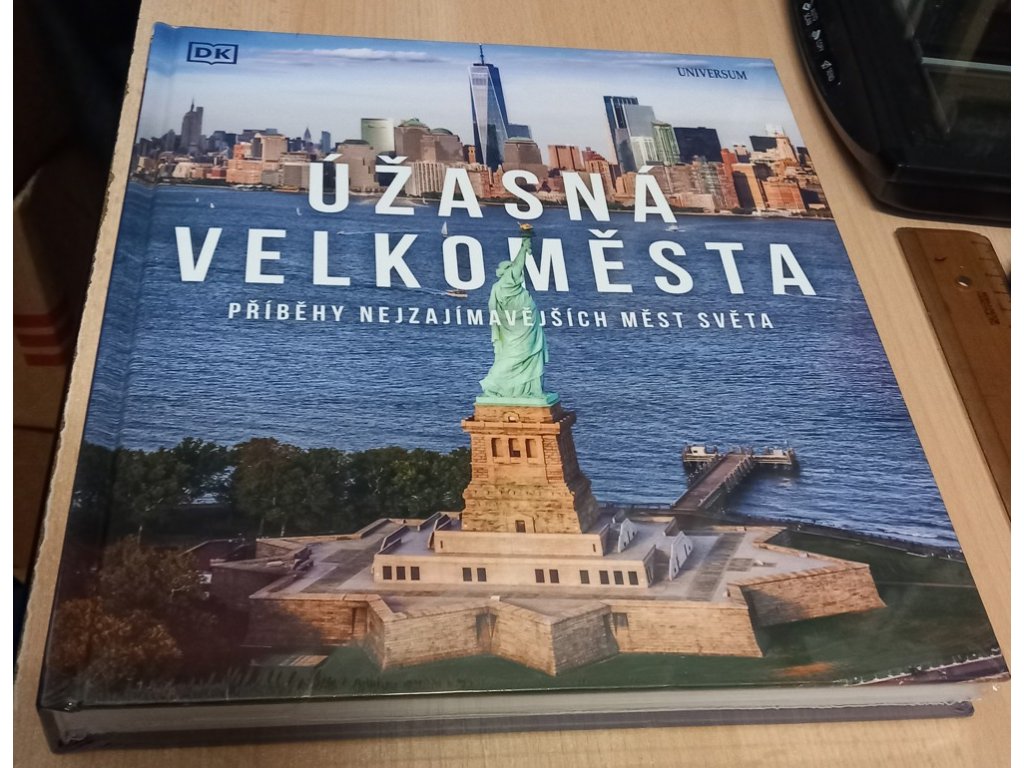 DK
UNIVERSUM
ÚŽASNÁ
VELKOMĚSTA
PŘÍBĚHY NEJZAJÍMAVĚJŠÍCH MĚST SVĚTA